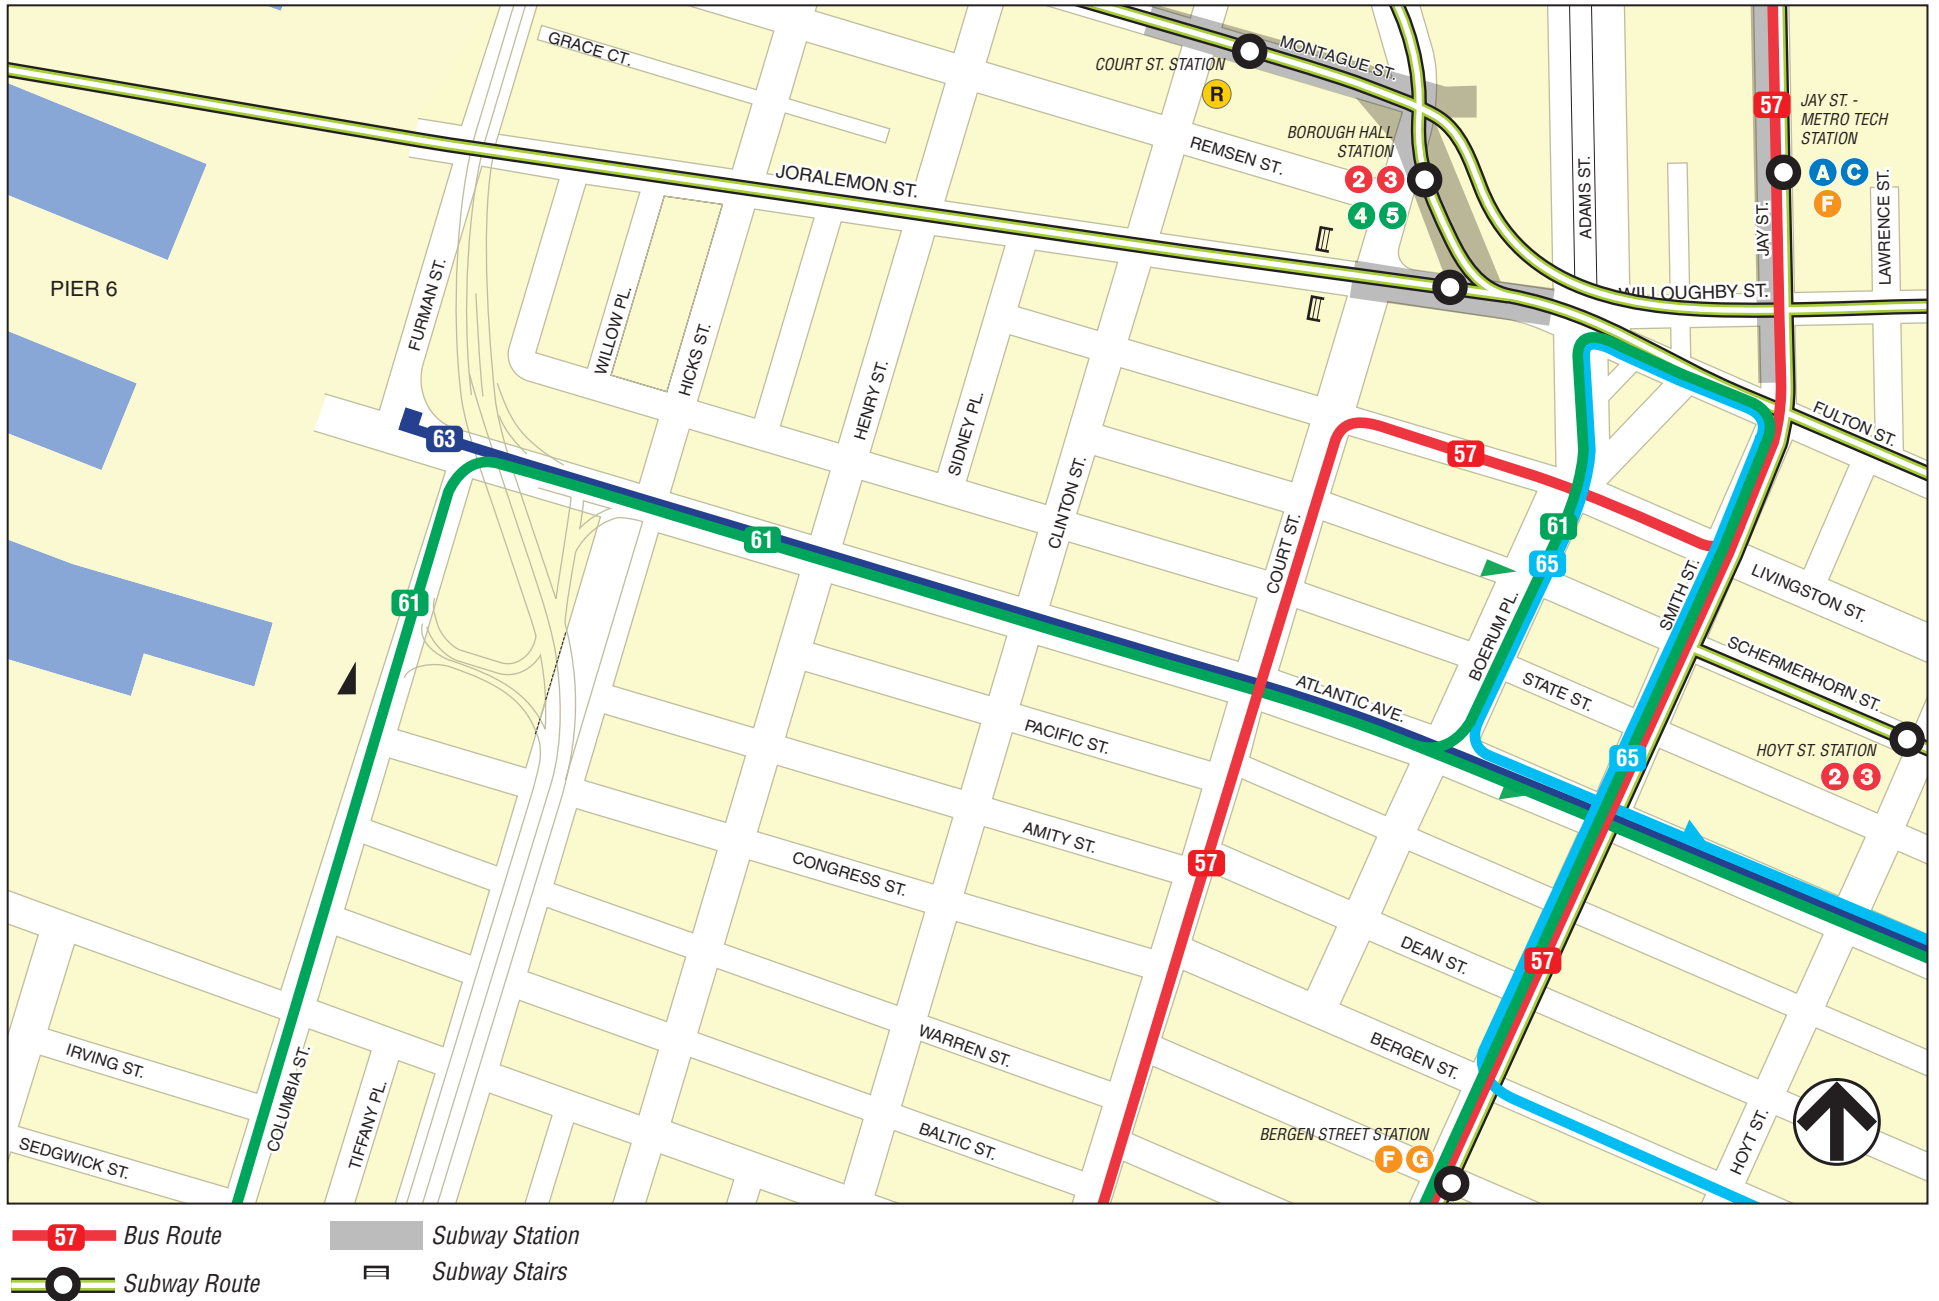 GRACE CT.
MONTAGUE ST.
COURT ST. STATION
R
57
JAY ST. -
METRO TECH
STATION
A C
F
BOROUGH HALL
STATION
2 3
4 5
REMSEN ST.
JORALEMON ST.
ADAMS ST.
JAY ST.
LAWRENCE ST.
WILLOUGHBY ST.
PIER 6
FURMAN ST.
WILLOW PL.
HICKS ST.
HENRY ST.
SIDNEY PL.
CLINTON ST.
COURT ST.
FULTON ST.
63
57
61
61
65
61
BOERUM PL.
SMITH ST.
LIVINGSTON ST.
SCHERMERHORN ST.
STATE ST.
ATLANTIC AVE.
PACIFIC ST.
65
HOYT ST. STATION
2 3
AMITY ST.
CONGRESS ST.
57
DEAN ST.
57
WARREN ST.
BERGEN ST.
IRVING ST.
COLUMBIA ST.
TIFFANY PL.
BALTIC ST.
BERGEN STREET STATION
F G
HOYT ST.
SEDGWICK ST.
57 Bus Route
Subway Station
Subway Stairs
Subway Route